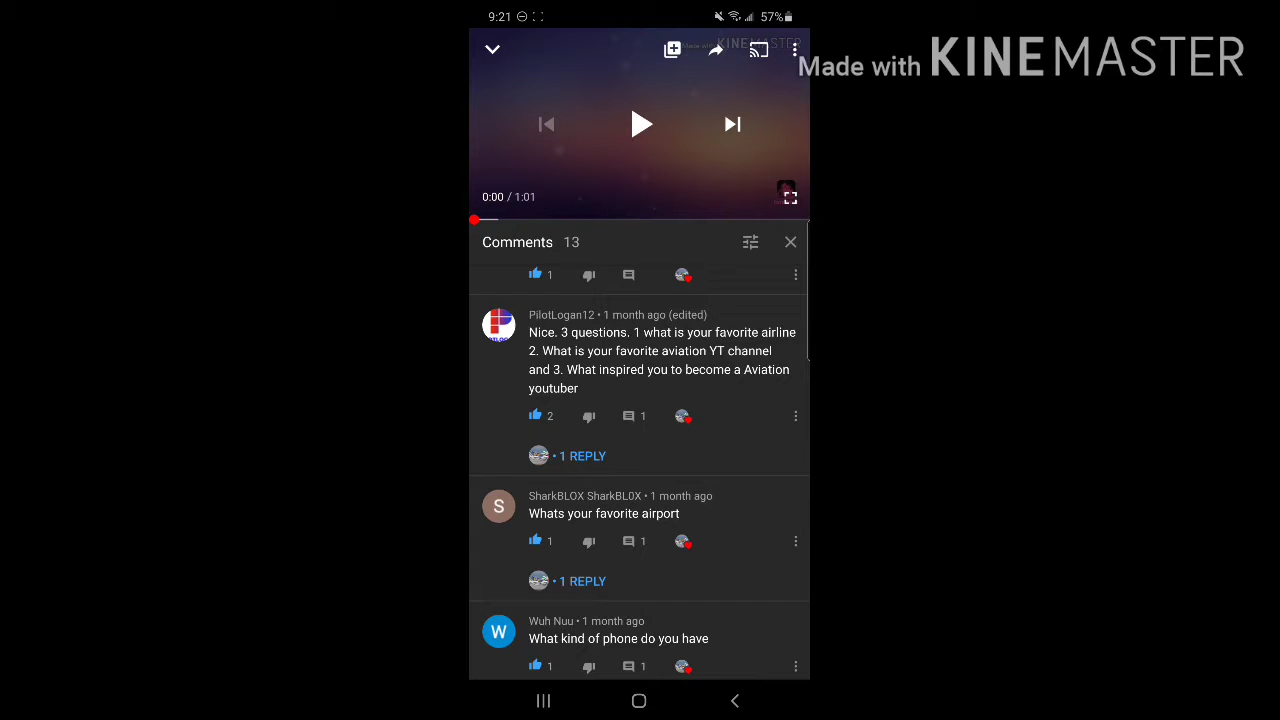 9:21
57%
Made with KINEMASTER
Made with KINEMASTER
0:00 / 1:01
Comments 13
1
PilotLogan12 • 1 month ago (edited)
Nice. 3 questions. 1 what is your favorite airline
2. What is your favorite aviation YT channel
and 3. What inspired you to become a Aviation
youtuber
2 1
• 1 REPLY
S
SharkBLOX SharkBL0X • 1 month ago
Whats your favorite airport
1 1
• 1 REPLY
W
Wuh Nuu • 1 month ago
What kind of phone do you have
1 1